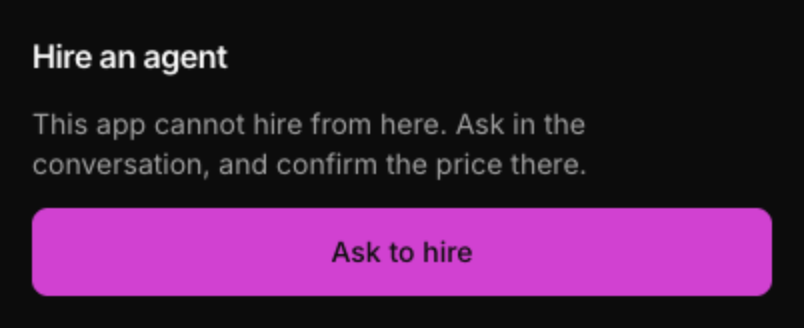 Hire an agent
This app cannot hire from here. Ask in the
conversation, and confirm the price there.
Ask to hire